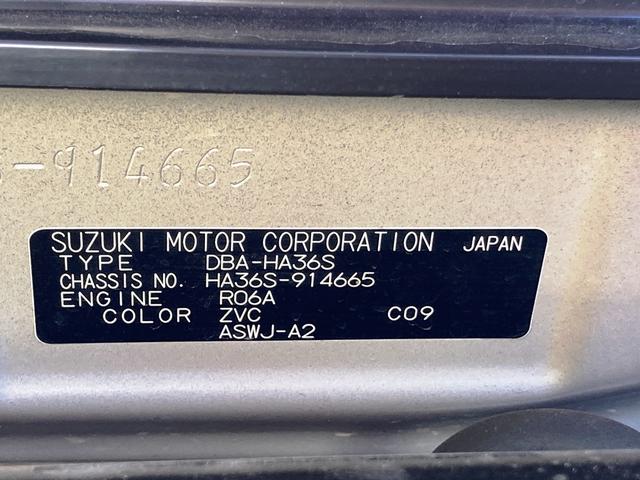 -914665
SUZUKI MOTOR CORPORATION JAPAN
TYPE DBA-HA36S
CHASSIS NO. HA36S-914665
ENGINE R06A
COLOR ZVC C09
ASWJ-A2